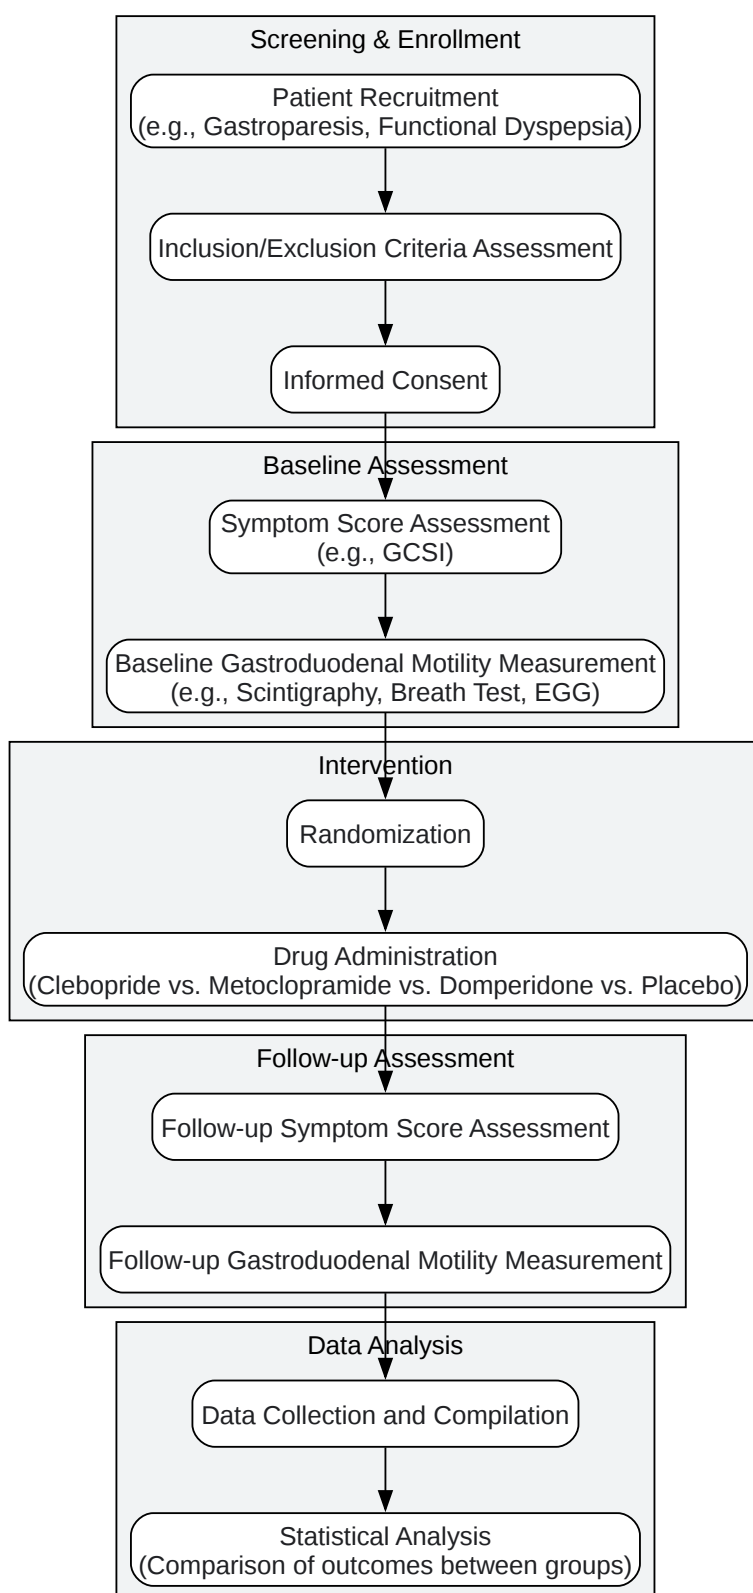 Screening & Enrollment
Patient Recruitment
(e.g., Gastroparesis, Functional Dyspepsia)
Inclusion/Exclusion Criteria Assessment
Informed Consent
Baseline Assessment
Symptom Score Assessment
(e.g., GCSI)
Baseline Gastroduodenal Motility Measurement
(e.g., Scintigraphy, Breath Test, EGG)
Intervention
Randomization
Drug Administration
(Clebopride vs. Metoclopramide vs. Domperidone vs. Placebo)
Follow-up Assessment
Follow-up Symptom Score Assessment
Follow-up Gastroduodenal Motility Measurement
Data Analysis
Data Collection and Compilation
Statistical Analysis
(Comparison of outcomes between groups)